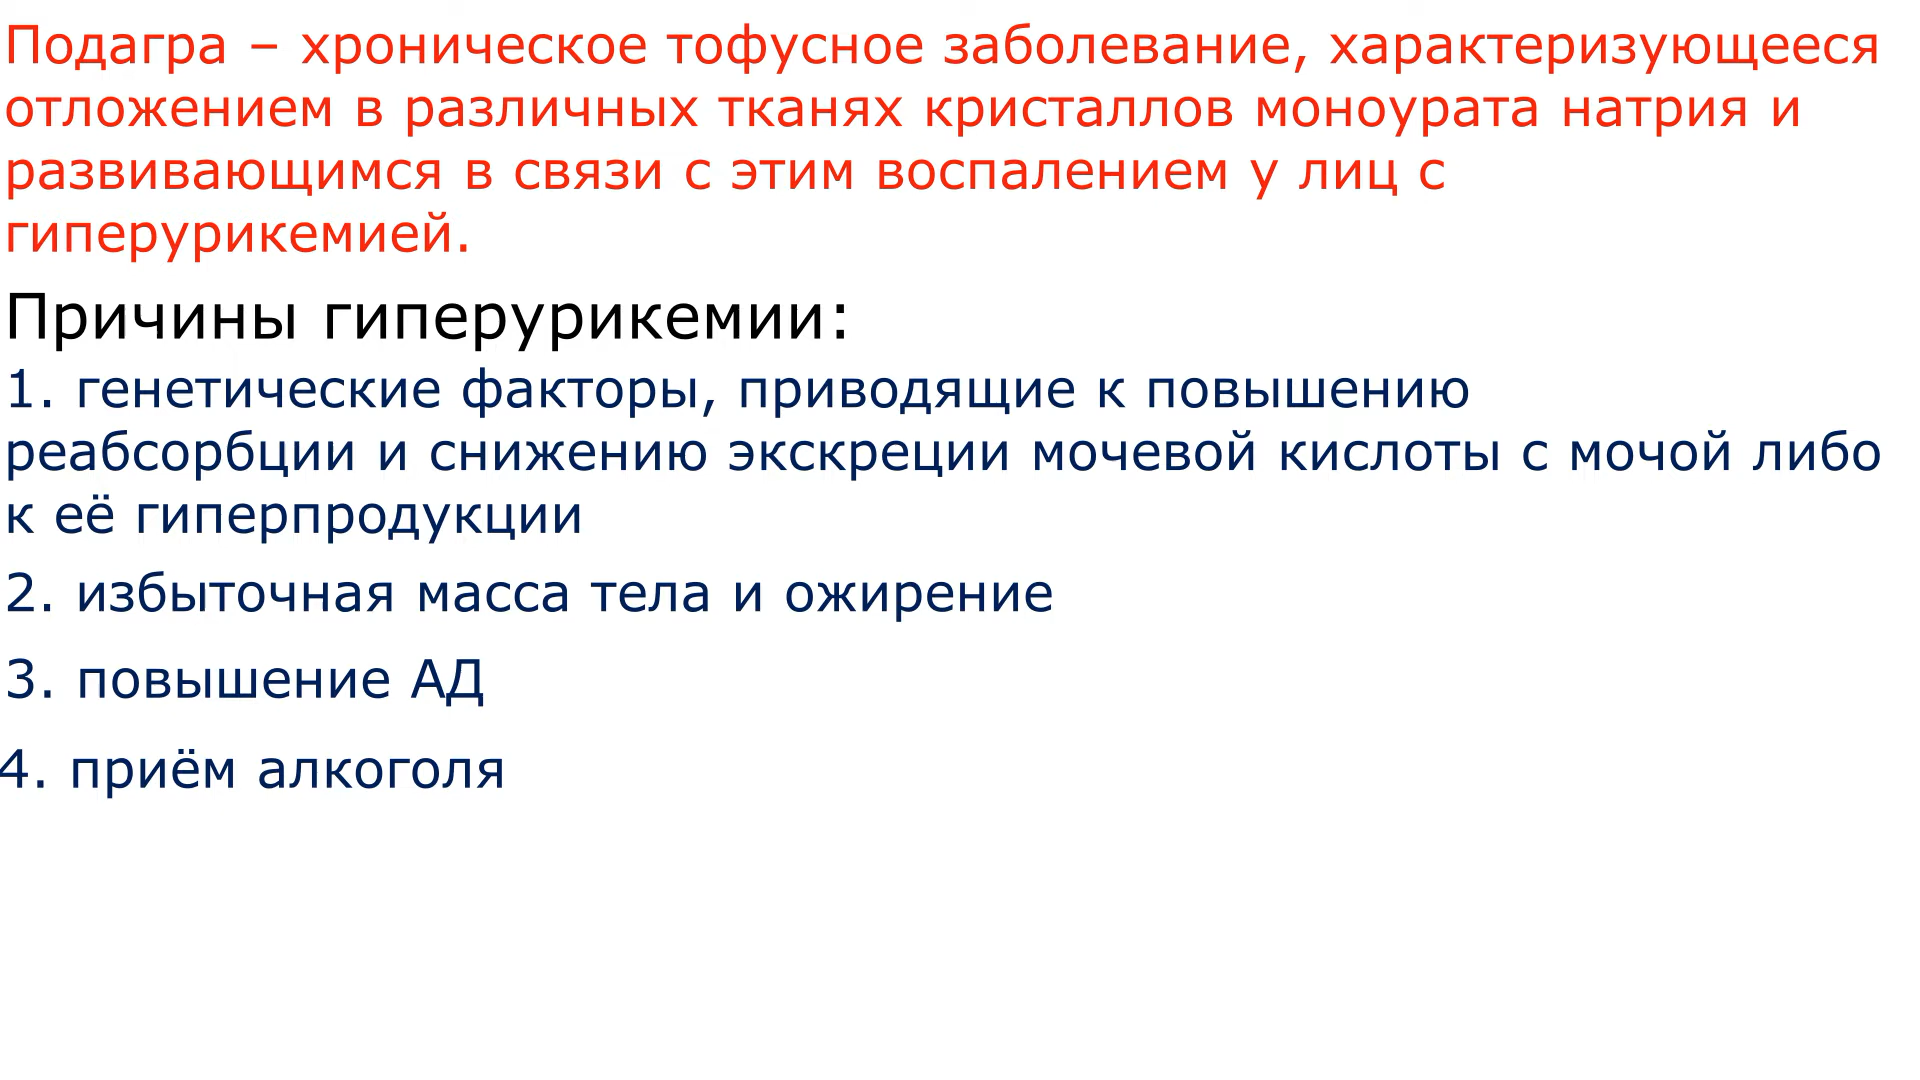 Подагра – хроническое тофусное заболевание, характеризующееся
отложением в различных тканях кристаллов моноурата натрия и
развивающимся в связи с этим воспалением у лиц с
гиперурикемией.
Причины гиперурикемии:
1. генетические факторы, приводящие к повышению
реабсорбции и снижению экскреции мочевой кислоты с мочой либо
к её гиперпродукции
2. избыточная масса тела и ожирение
3. повышение АД
4. приём алкоголя